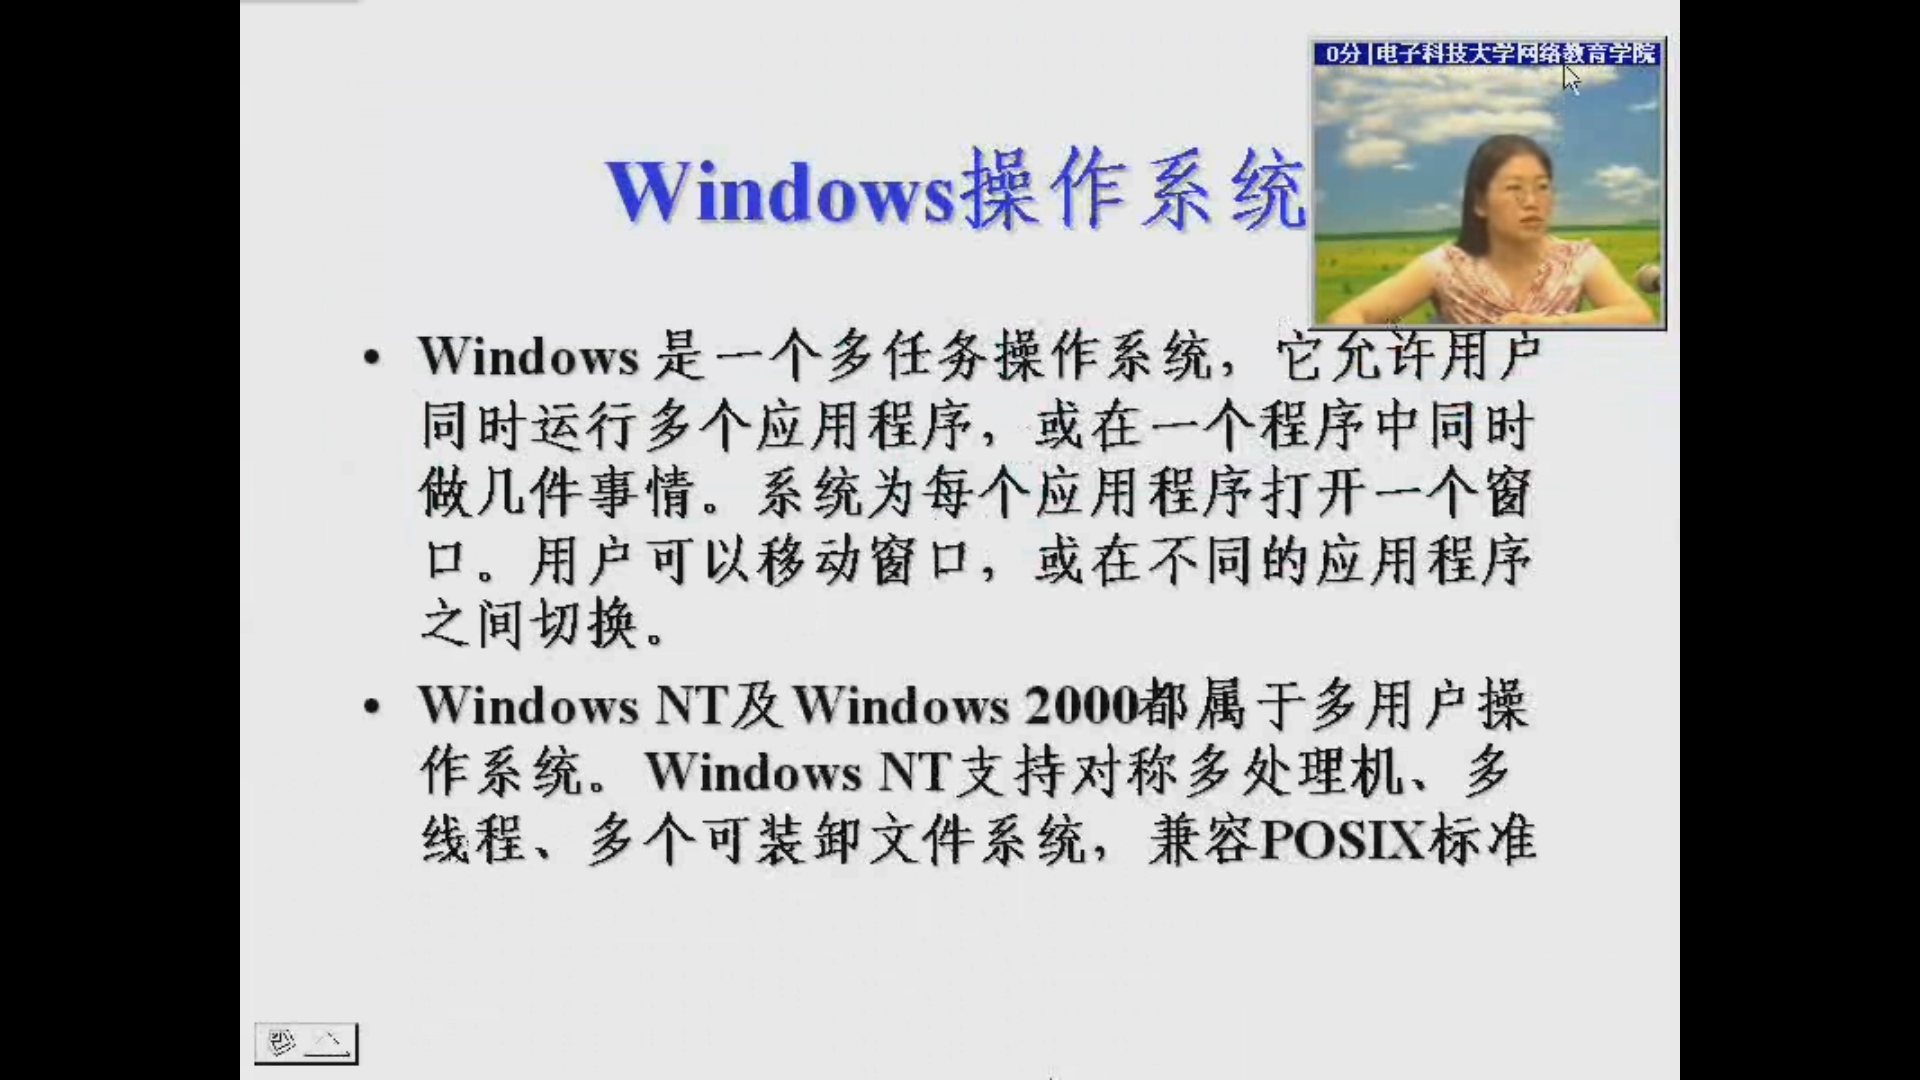 0分|电子科技大学网络教育学院
Windows操作系统
• Windows 是一个多任务操作系统，它允许用户
同时运行多个应用程序，或在一个程序中同时
做几件事情。系统为每个应用程序打开一个窗
口。用户可以移动窗口，或在不同的应用程序
之间切换。
• Windows NT及Windows 2000都属于多用户操
作系统。Windows NT支持对称多处理机、多
线程、多个可装卸文件系统，兼容POSIX标准